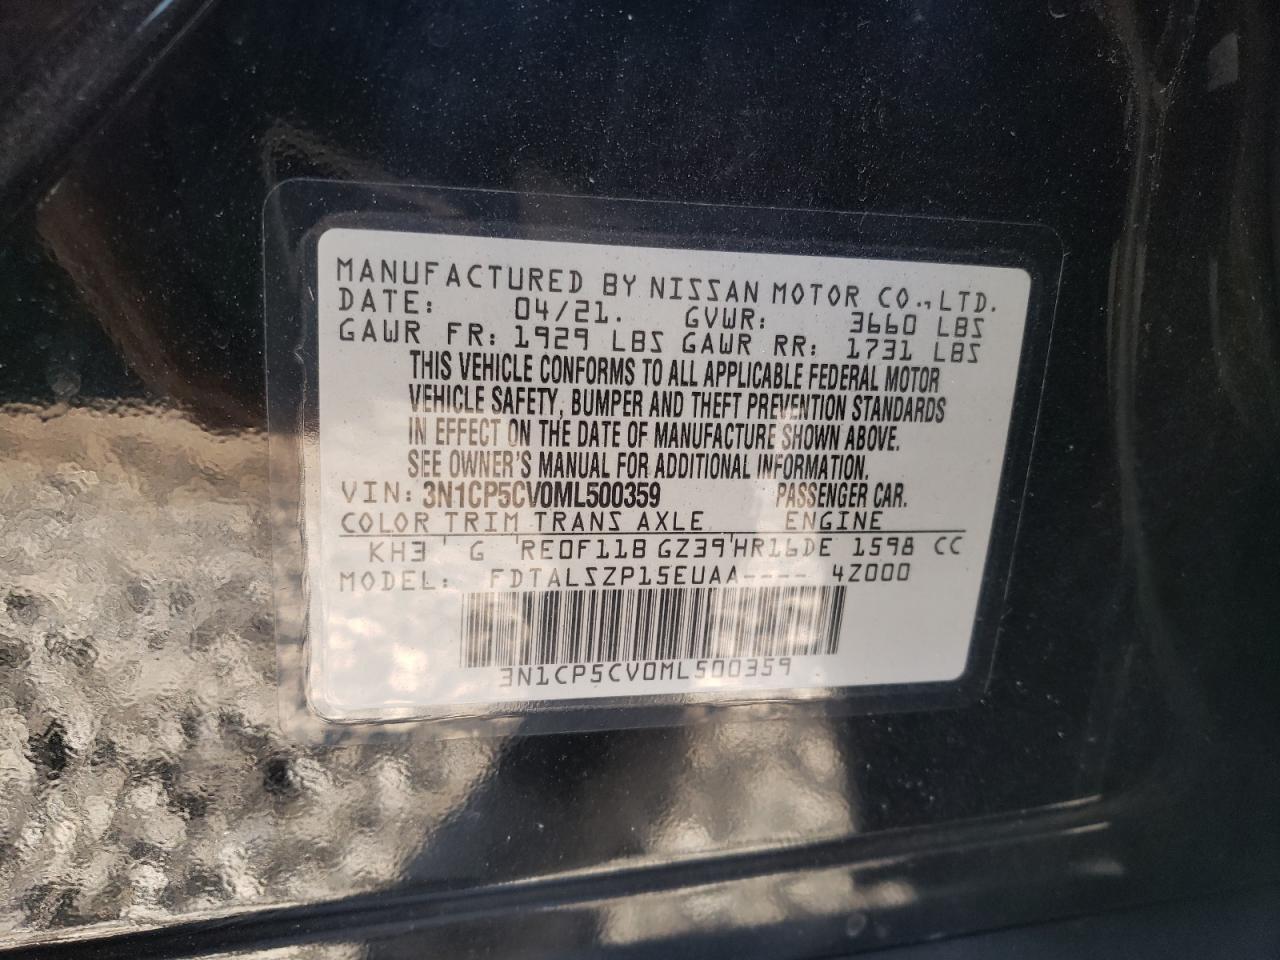 MANUFACTURED BY NISSAN MOTOR CO.,LTD.
DATE: 04/21. GVWR: 3660 LBS
GAWR FR: 1929 LBS GAWR RR: 1731 LBS
THIS VEHICLE CONFORMS TO ALL APPLICABLE FEDERAL MOTOR
VEHICLE SAFETY, BUMPER AND THEFT PREVENTION STANDARDS
IN EFFECT ON THE DATE OF MANUFACTURE SHOWN ABOVE.
SEE OWNER'S MANUAL FOR ADDITIONAL INFORMATION.
VIN: 3N1CP5CV0ML500359 PASSENGER CAR.
COLOR TRIM TRANS AXLE ENGINE
KH3 ' G 'RE0F11B GZ39'HR16DE 1598 CC
MODEL: FDTALSZP15EUAA---- 4Z000
3N1CP5CV0ML500359